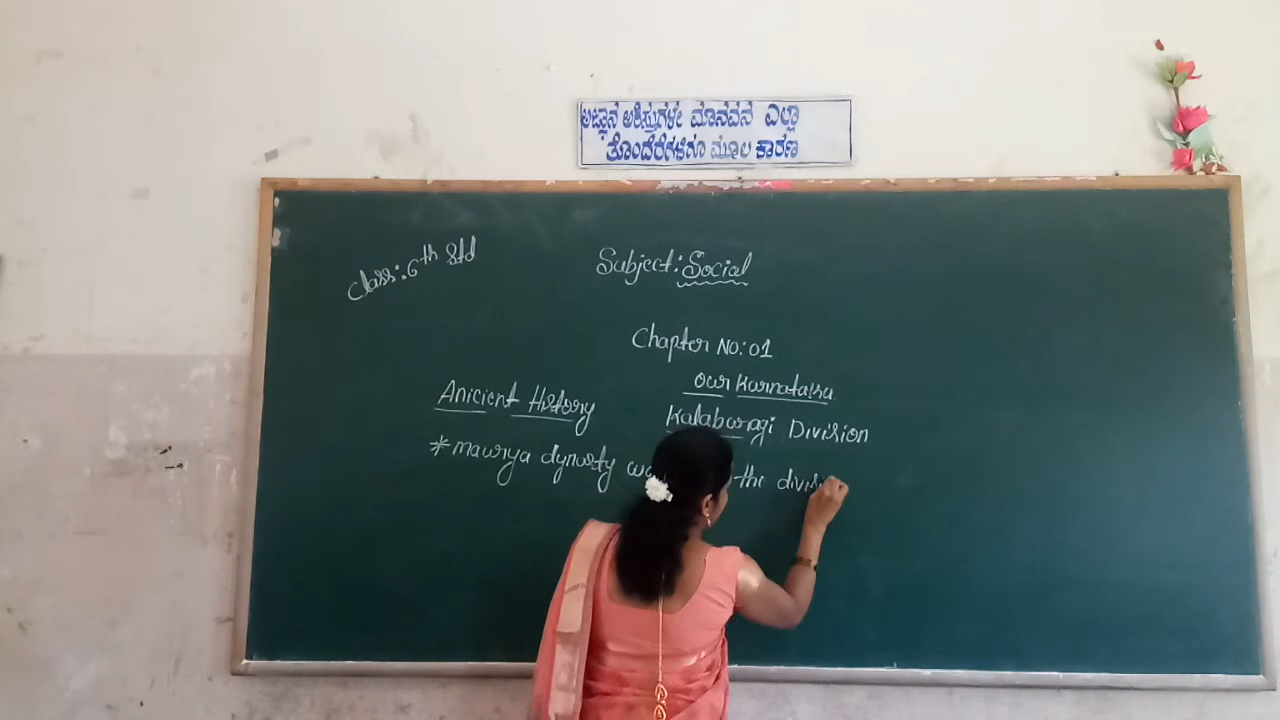 ಅಜ್ಞಾನ ಅಶಿಸ್ತುಗಳೇ ಮಾನವನ ಎಲ್ಲಾ
ತೊಂದರೆಗಳಿಗೂ ಮೂಲ ಕಾರಣ
Class: 6th Std
Subject: Social
Chapter No: 01
Our Karnataka
Anicient History
Kalaburagi Division
* Maurya dynasty the divisi